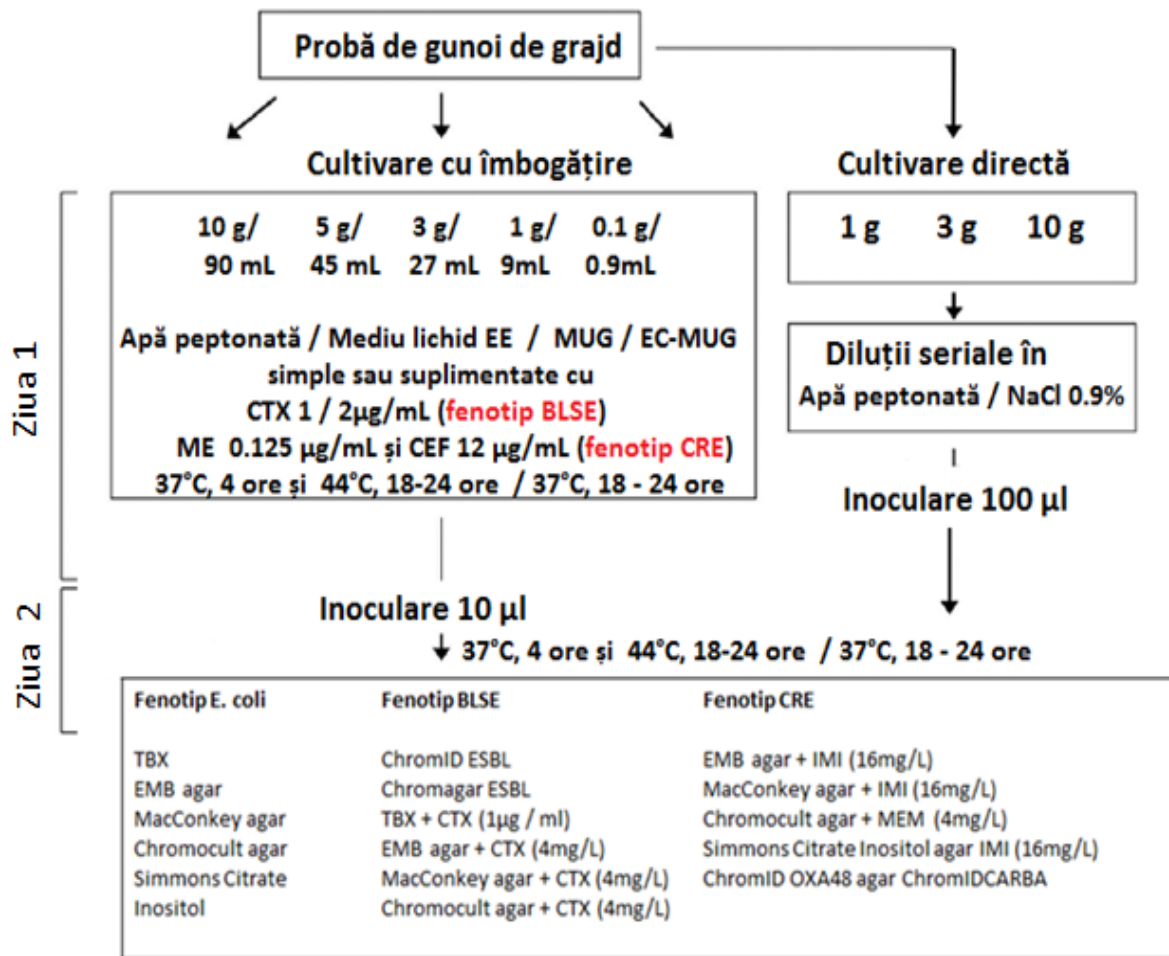 Probă de gunoi de grajd
Cultivare cu îmbogățire
Cultivare directă
10 g/ 5 g/ 3 g/ 1 g/ 0.1 g/
90 mL 45 mL 27 mL 9mL 0.9mL
1 g 3 g 10 g
Apă peptonată / Mediu lichid EE / MUG / EC-MUG
simple sau suplimentate cu
CTX 1 / 2µg/mL (fenotip BLSE)
ME 0.125 µg/mL și CEF 12 µg/mL (fenotip CRE)
37°C, 4 ore și 44°C, 18-24 ore / 37°C, 18 - 24 ore
Diluții seriale în
Apă peptonată / NaCl 0.9%
Inoculare 100 µl
Ziua 1
Ziua 2
Inoculare 10 µl
37°C, 4 ore și 44°C, 18-24 ore / 37°C, 18 - 24 ore
Fenotip E. coli Fenotip BLSE Fenotip CRE
TBX ChromID ESBL EMB agar + IMI (16mg/L)
EMB agar Chromagar ESBL MacConkey agar + IMI (16mg/L)
MacConkey agar TBX + CTX (1µg / ml) Chromocult agar + MEM (4mg/L)
Chromocult agar EMB agar + CTX (4mg/L) Simmons Citrate Inositol agar IMI (16mg/L)
Simmons Citrate MacConkey agar + CTX (4mg/L) ChromID OXA48 agar ChromIDCARBA
Inositol Chromocult agar + CTX (4mg/L)